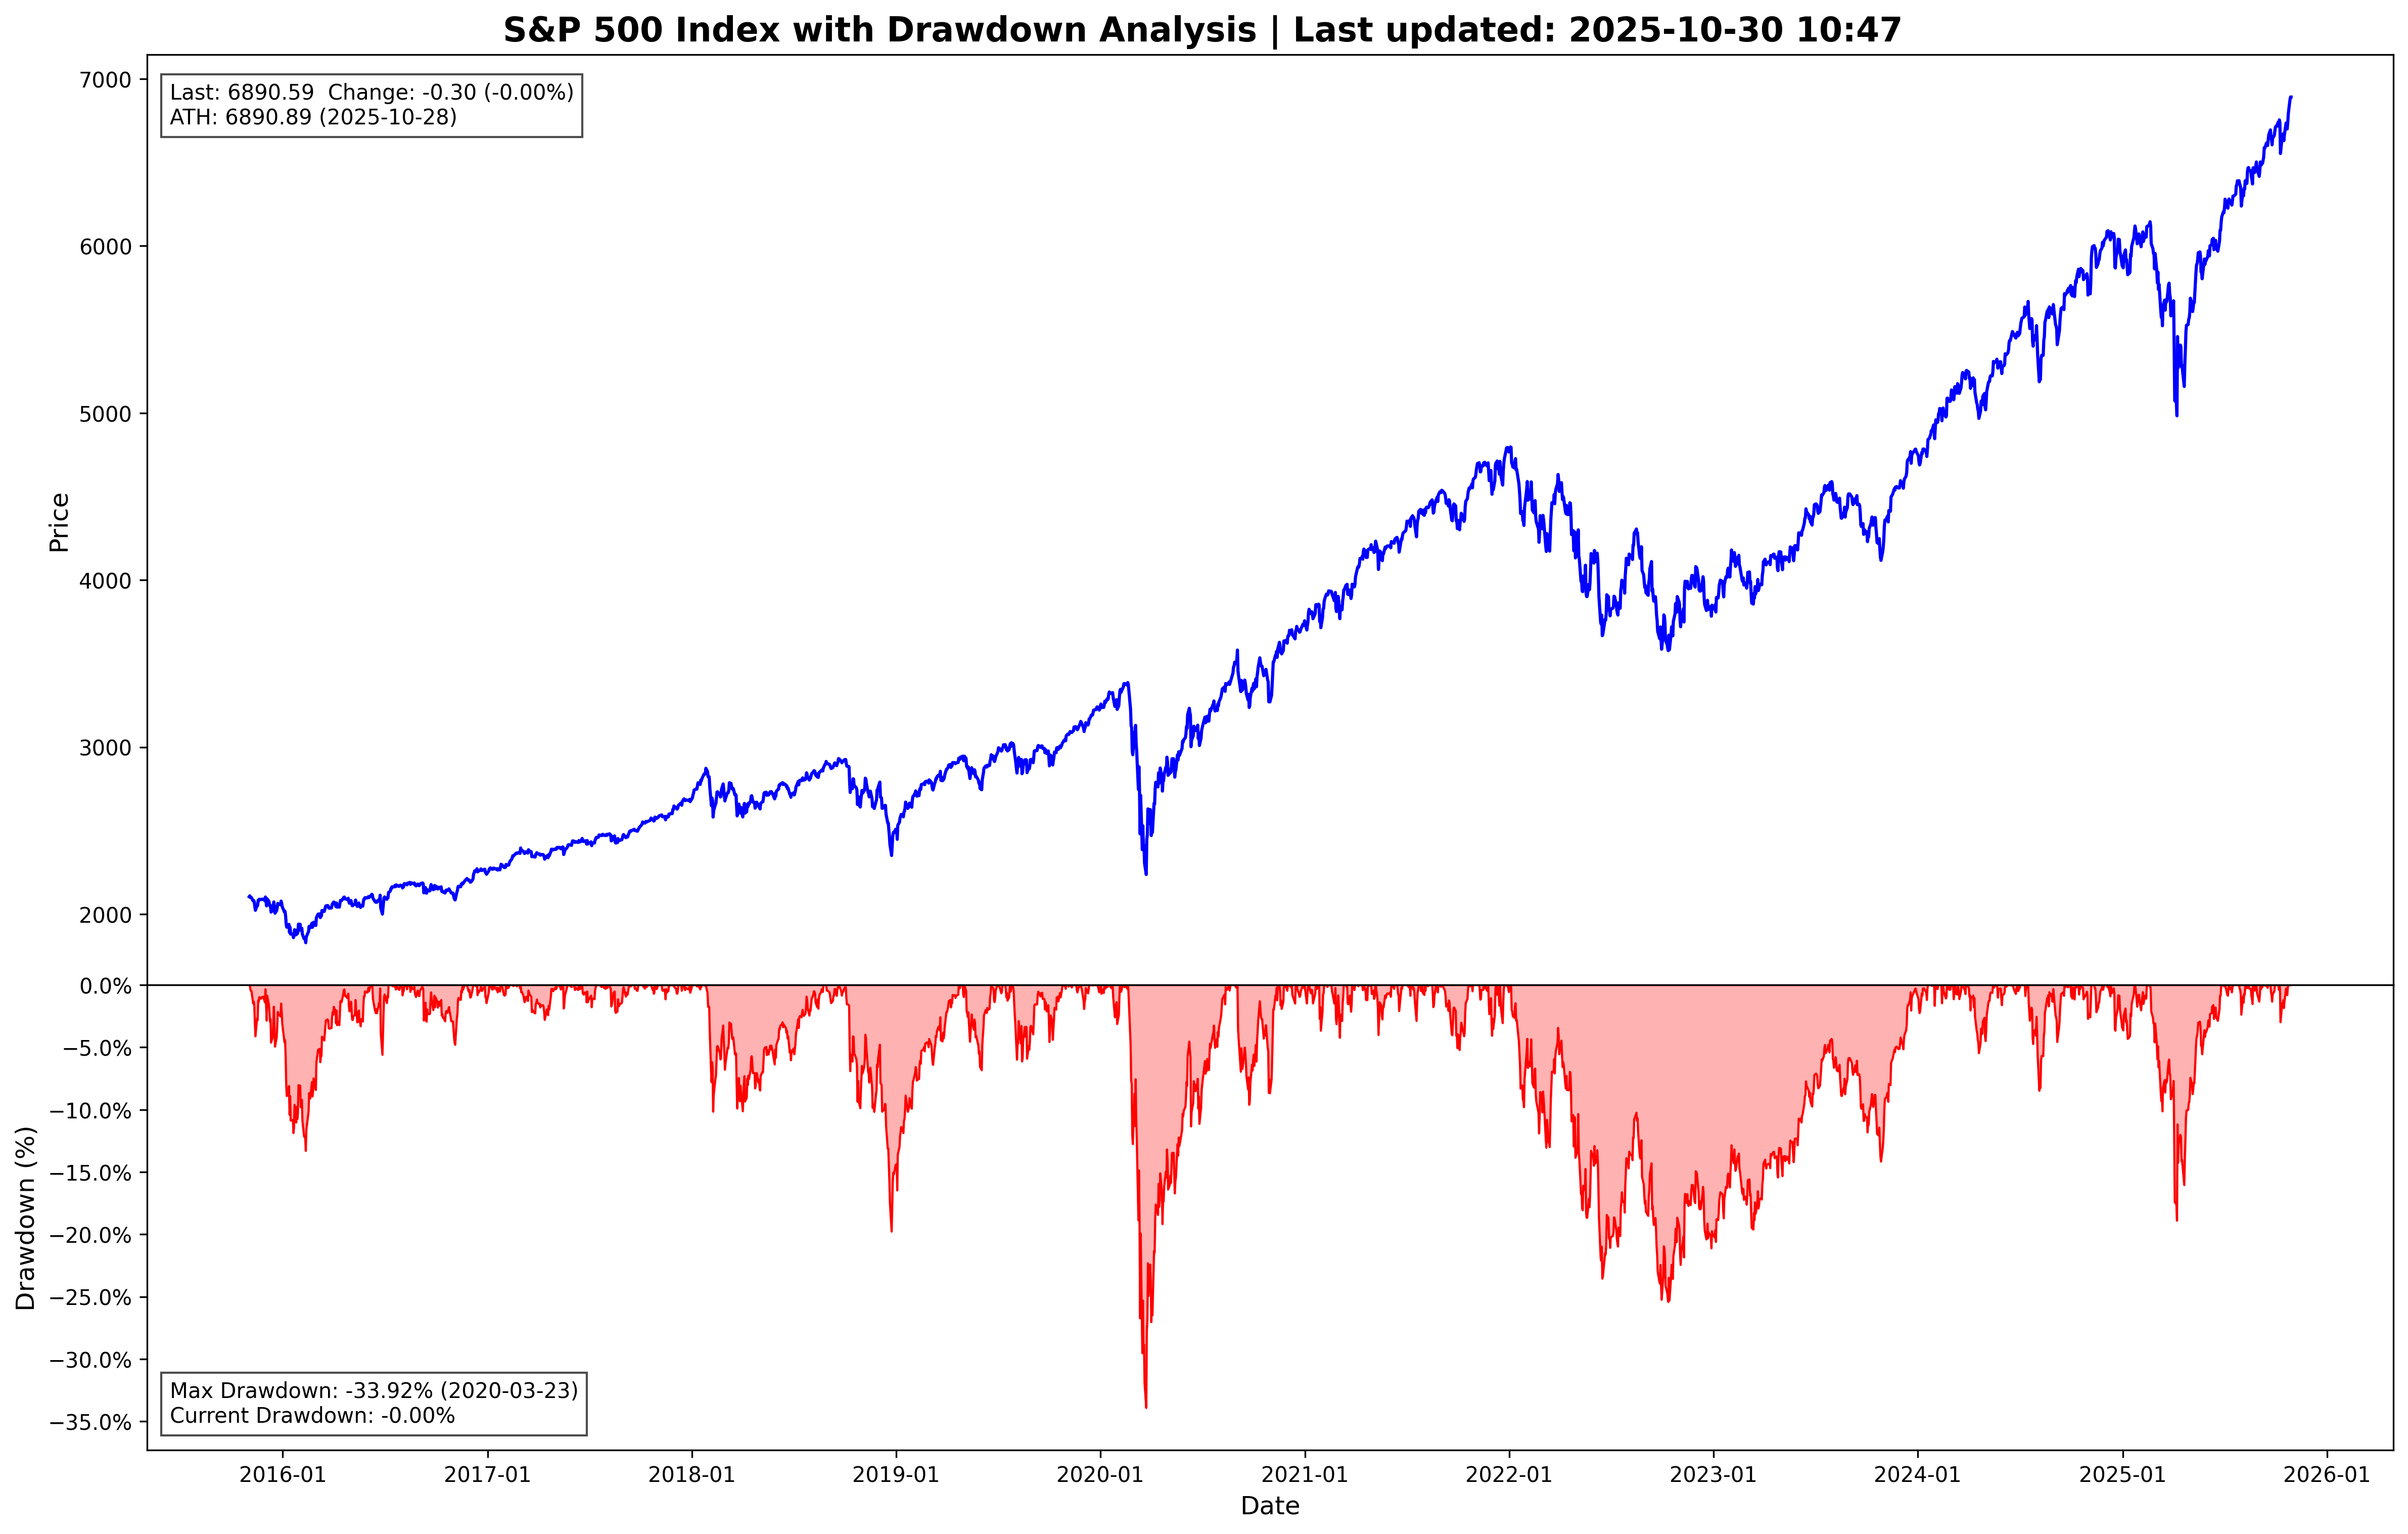 S&P 500 Index with Drawdown Analysis | Last updated: 2025-10-30 10:47
Last: 6890.59  Change: -0.30 (-0.00%)
ATH: 6890.89 (2025-10-28)
7000
6000
5000
4000
3000
2000
Price
0.0%
−5.0%
−10.0%
−15.0%
−20.0%
−25.0%
−30.0%
−35.0%
Drawdown (%)
Max Drawdown: -33.92% (2020-03-23)
Current Drawdown: -0.00%
2016-01 2017-01 2018-01 2019-01 2020-01 2021-01 2022-01 2023-01 2024-01 2025-01 2026-01
Date